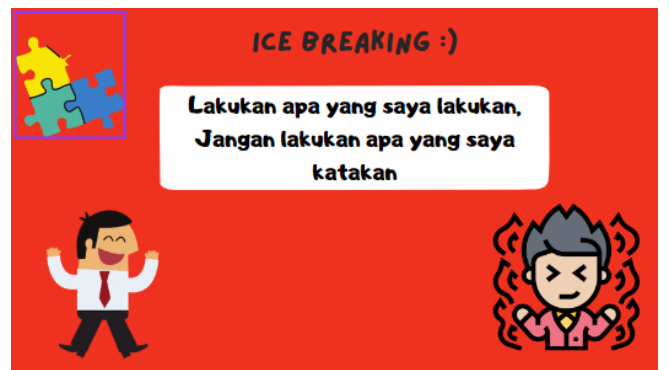 ICE BREAKING :)
Lakukan apa yang saya lakukan,
Jangan lakukan apa yang saya
katakan